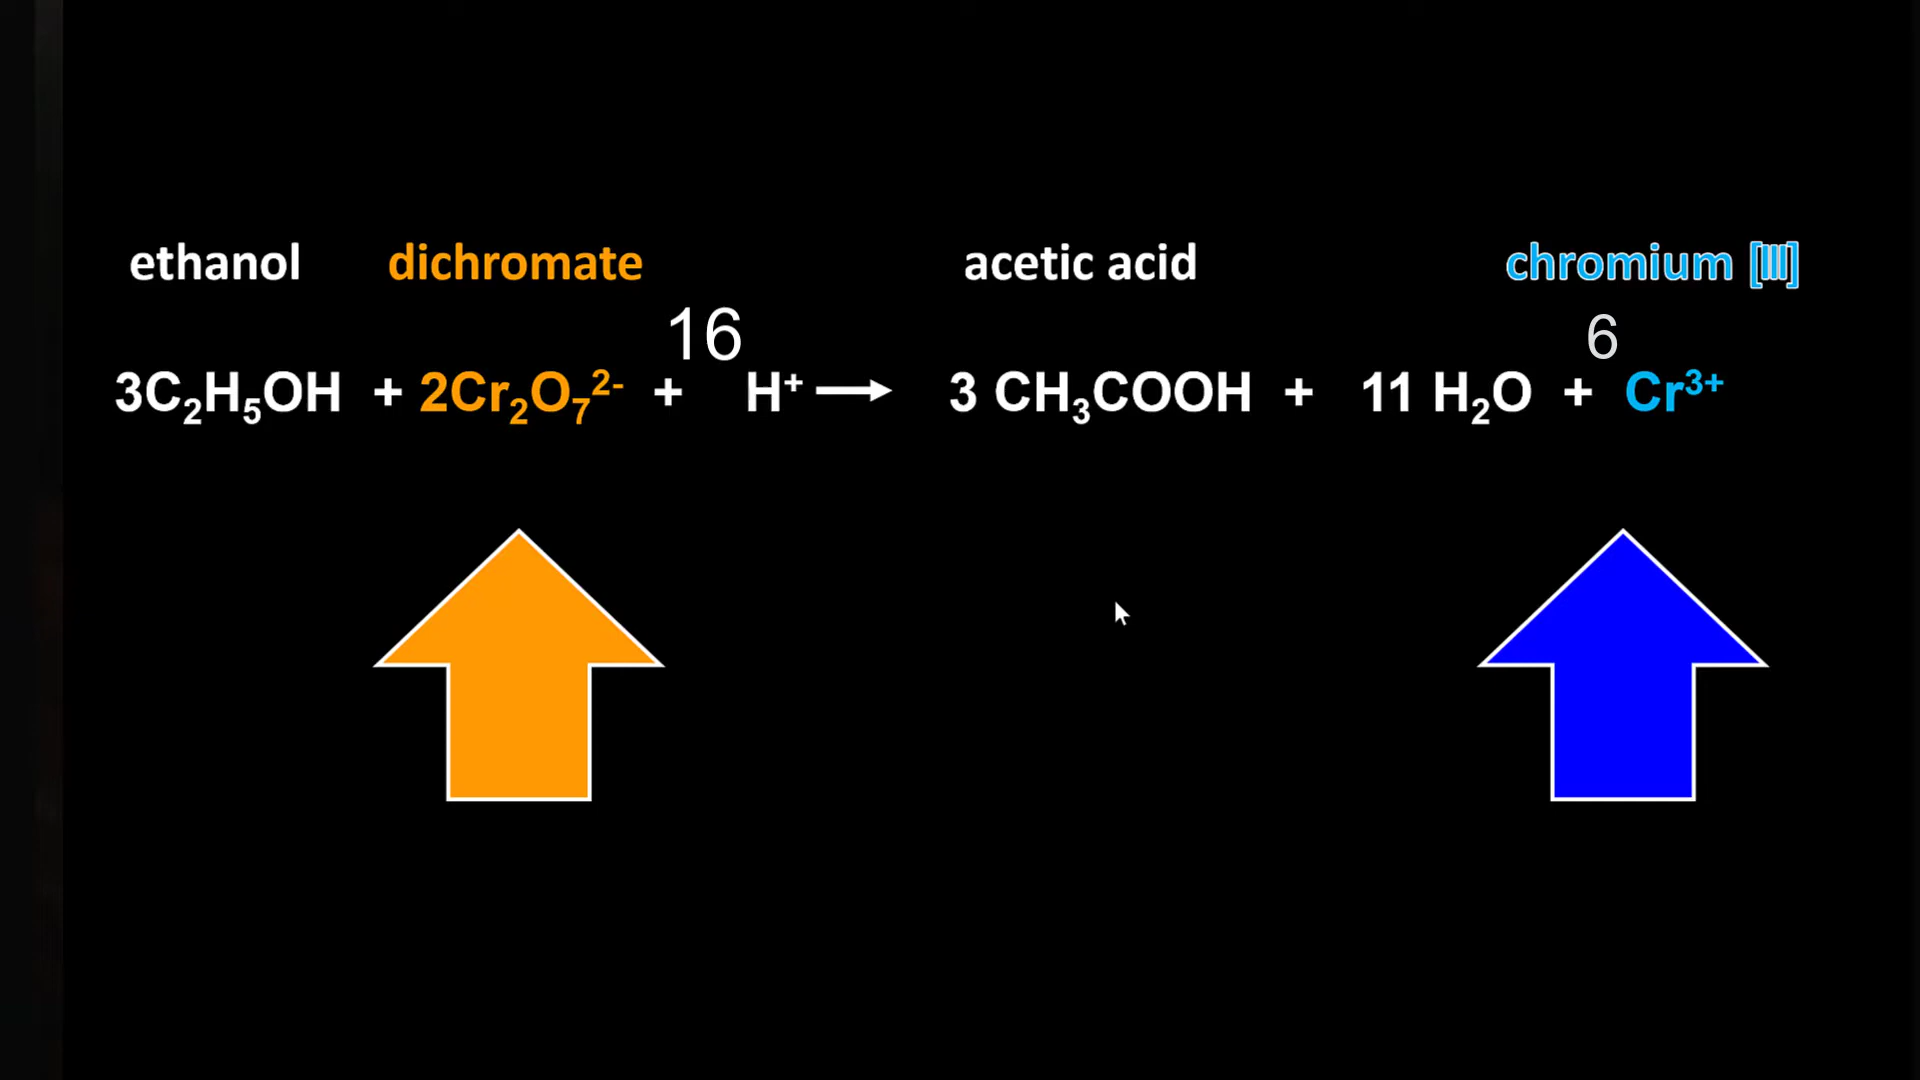 ethanol dichromate acetic acid chromium [III]
16 6
3C₂H₅OH + 2Cr₂O₇²⁻ + H⁺ → 3 CH₃COOH + 11 H₂O + Cr³⁺